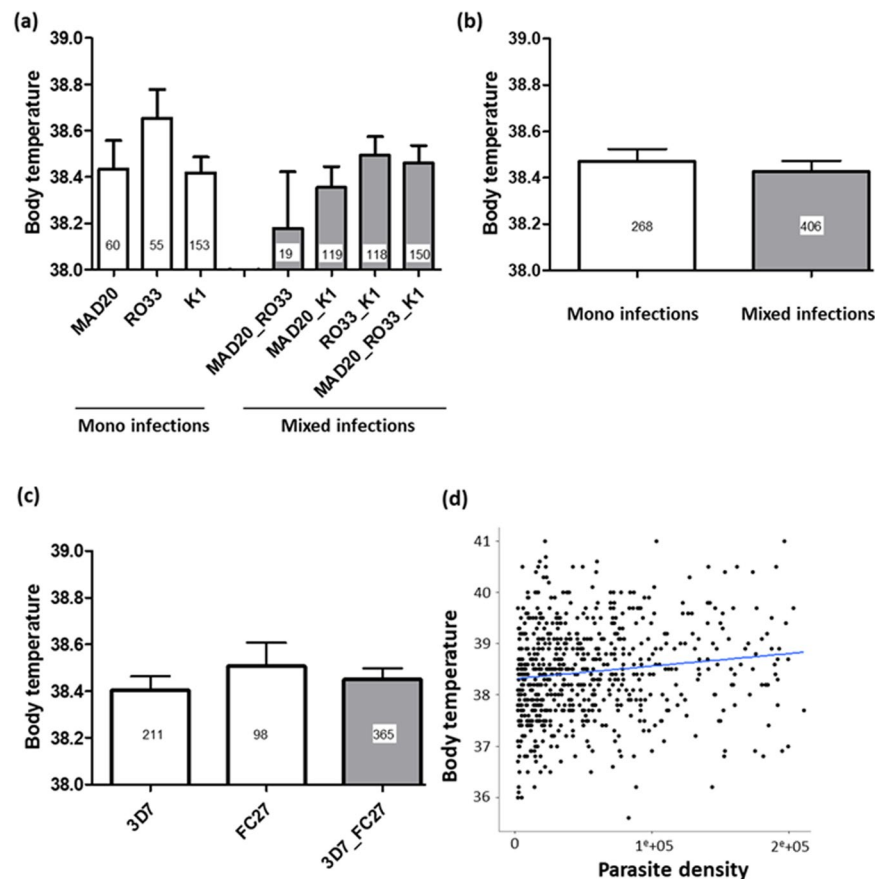 (a)
39.0
38.8
38.6
38.4
38.2
38.0
Body temperature
60
55
153
19
119
118
150
MAD20
RO33
K1
MAD20_RO33
MAD20_K1
RO33_K1
MAD20_RO33_K1
Mono infections
Mixed infections
(b)
39.0
38.8
38.6
38.4
38.2
38.0
Body temperature
268
406
Mono infections
Mixed infections
(c)
39.0
38.8
38.6
38.4
38.2
38.0
Body temperature
211
98
365
3D7
FC27
3D7_FC27
(d)
41
40
39
38
37
36
Body temperature
0
1e+05
2e+05
Parasite density